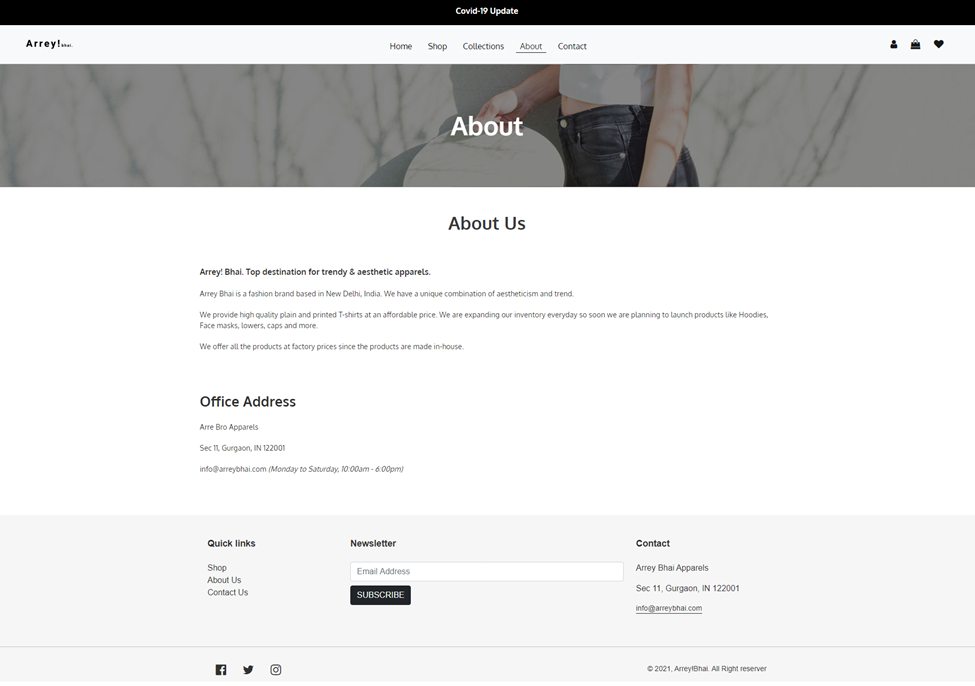 Covid-19 Update
Arrey! bhai.
Home Shop Collections About Contact
About
About Us
Arrey! Bhai. Top destination for trendy & aesthetic apparels.
Arrey Bhai is a fashion brand based in New Delhi, India. We have a unique combination of aestheticism and trend.
We provide high quality plain and printed T-shirts at an affordable price. We are expanding our inventory everyday so soon we are planning to launch products like Hoodies,
Face masks, lowers, caps and more.
We offer all the products at factory prices since the products are made in-house.
Office Address
Arre Bro Apparels
Sec 11, Gurgaon, IN 122001
info@arreybhai.com (Monday to Saturday, 10:00am - 6:00pm)
Quick links
Shop
About Us
Contact Us
Newsletter
Email Address
SUBSCRIBE
Contact
Arrey Bhai Apparels
Sec 11, Gurgaon, IN 122001
info@arreybhai.com
© 2021, Arrey!Bhai. All Right reserver